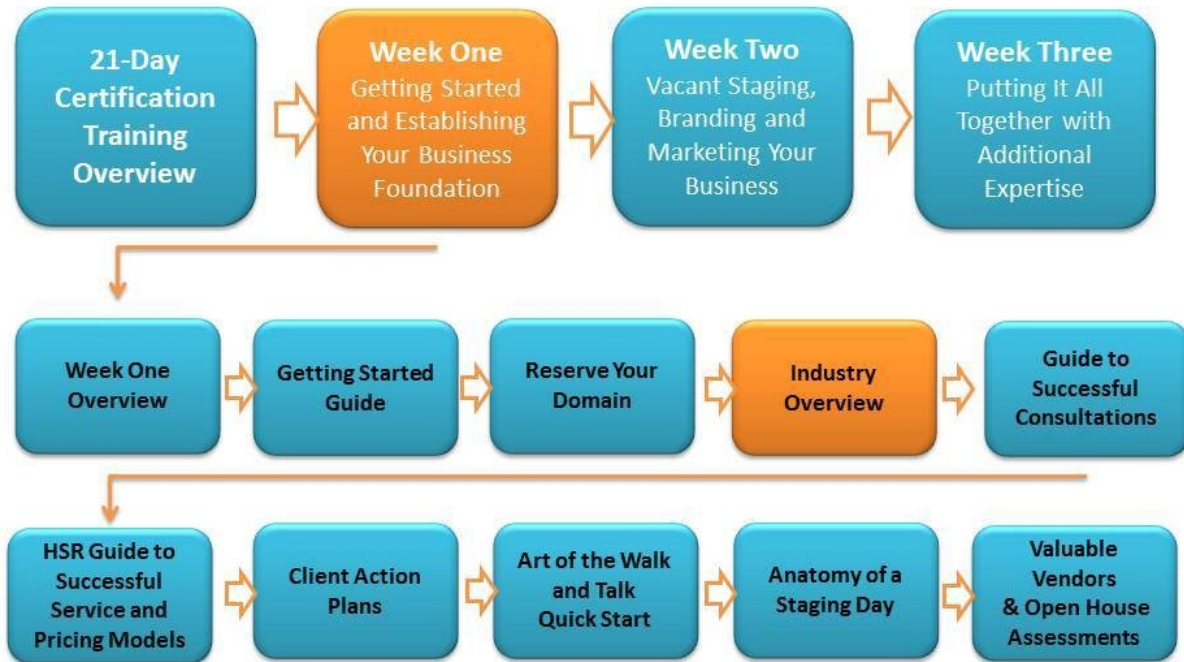 21-Day
Certification
Training
Overview
Week One
Getting Started
and Establishing
Your Business
Foundation
Week Two
Vacant Staging,
Branding and
Marketing Your
Business
Week Three
Putting It All
Together with
Additional
Expertise
Week One
Overview
Getting Started
Guide
Reserve Your
Domain
Industry
Overview
Guide to
Successful
Consultations
HSR Guide to
Successful
Service and
Pricing Models
Client Action
Plans
Art of the Walk
and Talk
Quick Start
Anatomy of a
Staging Day
Valuable
Vendors
& Open House
Assessments